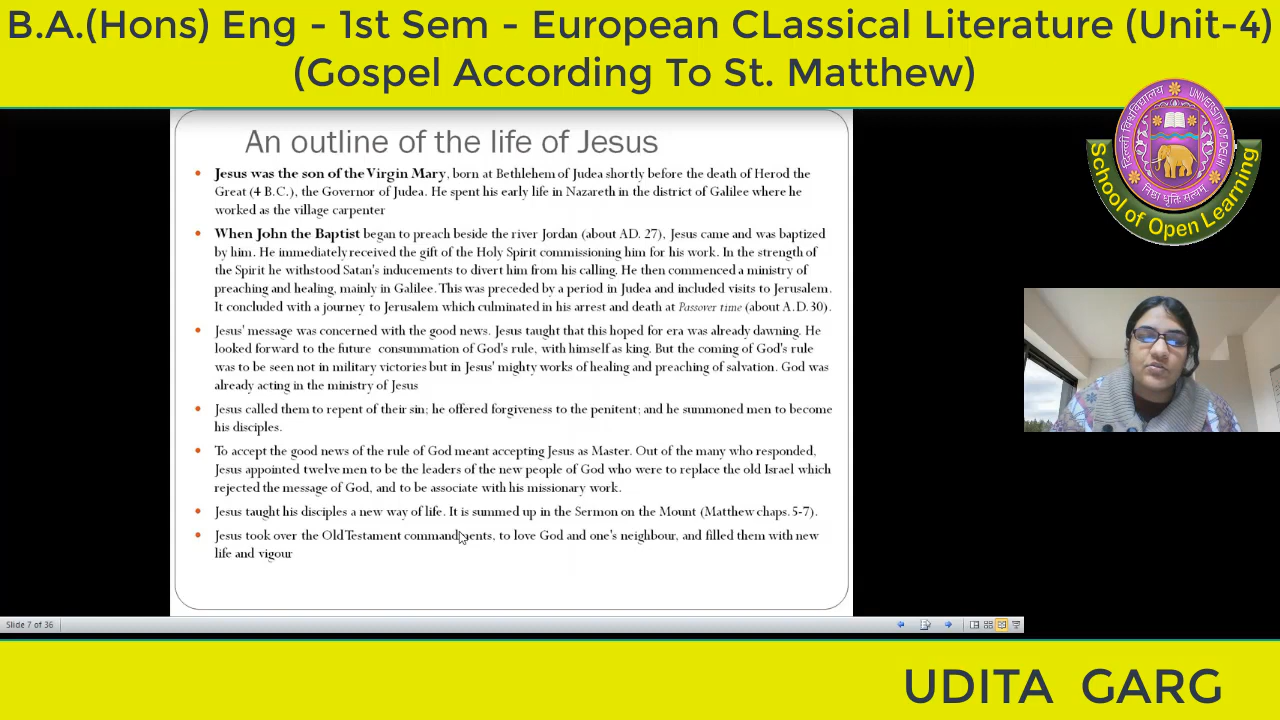 B.A.(Hons) Eng - 1st Sem - European CLassical Literature (Unit-4)
(Gospel According To St. Matthew)
An outline of the life of Jesus
• Jesus was the son of the Virgin Mary, born at Bethlehem of Judea shortly before the death of Herod the
Great (4 B.C.), the Governor of Judea. He spent his early life in Nazareth in the district of Galilee where he
worked as the village carpenter
• When John the Baptist began to preach beside the river Jordan (about AD. 27), Jesus came and was baptized
by him. He immediately received the gift of the Holy Spirit commissioning him for his work. In the strength of
the Spirit he withstood Satan's inducements to divert him from his calling. He then commenced a ministry of
preaching and healing, mainly in Galilee. This was preceded by a period in Judea and included visits to Jerusalem.
It concluded with a journey to Jerusalem which culminated in his arrest and death at Passover time (about A.D. 30).
• Jesus' message was concerned with the good news. Jesus taught that this hoped for era was already dawning. He
looked forward to the future consummation of God's rule, with himself as king. But the coming of God's rule
was to be seen not in military victories but in Jesus' mighty works of healing and preaching of salvation. God was
already acting in the ministry of Jesus
• Jesus called them to repent of their sin; he offered forgiveness to the penitent; and he summoned men to become
his disciples.
• To accept the good news of the rule of God meant accepting Jesus as Master. Out of the many who responded,
Jesus appointed twelve men to be the leaders of the new people of God who were to replace the old Israel which
rejected the message of God, and to be associate with his missionary work.
• Jesus taught his disciples a new way of life. It is summed up in the Sermon on the Mount (Matthew chaps. 5-7).
• Jesus took over the Old Testament commandments, to love God and one's neighbour, and filled them with new
life and vigour
Slide 7 of 36
दिल्ली विश्वविद्यालय
UNIVERSITY OF DELHI
निष्ठा धृतिः सत्यम्
School of Open Learning
UDITA GARG